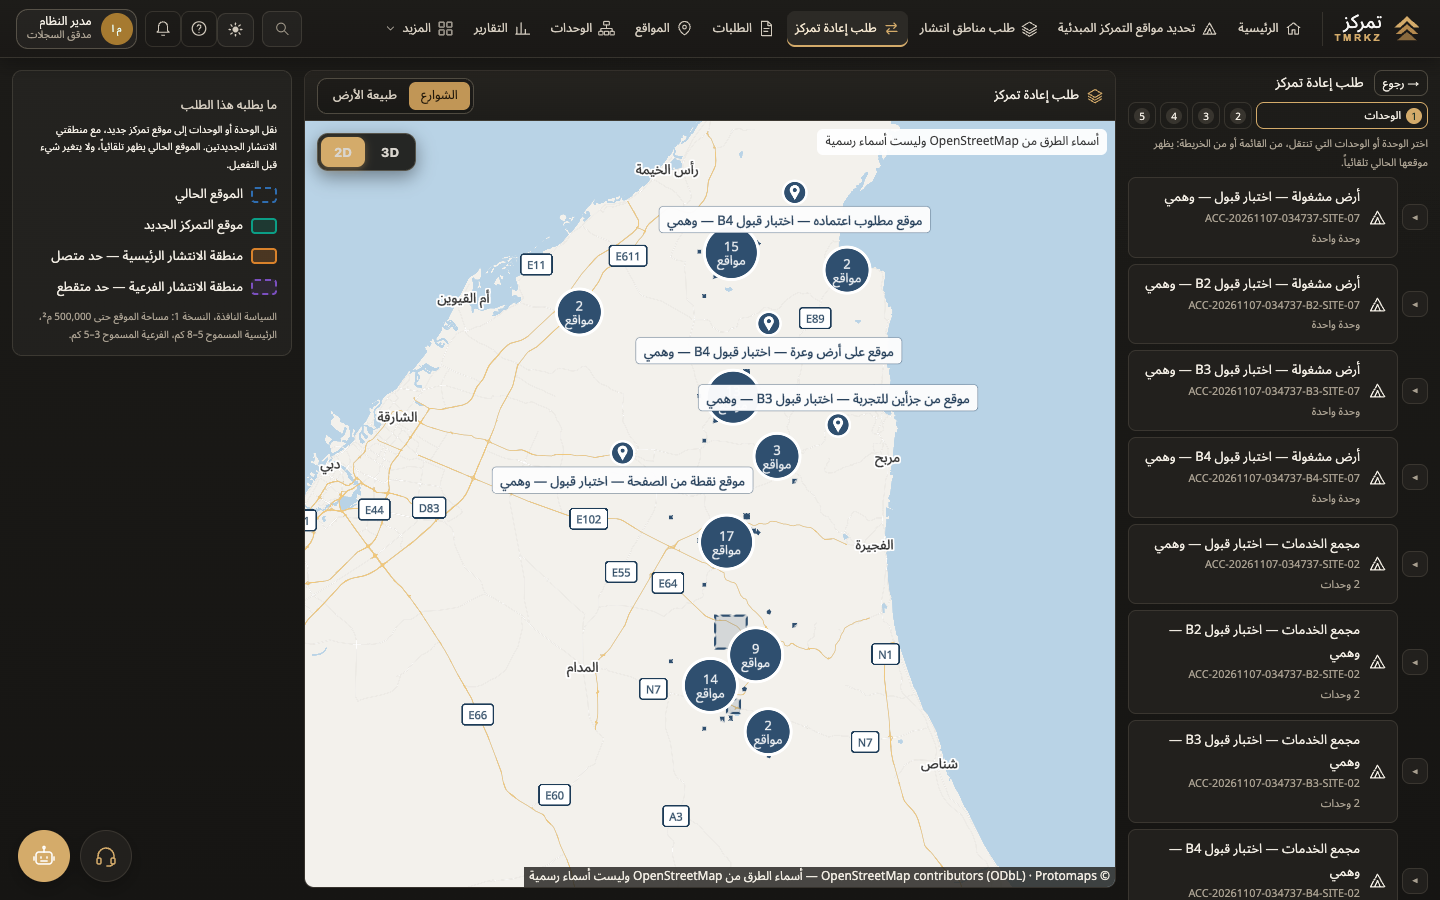 تمركز
TMRKZ
الرئيسية
تحديد مواقع التمركز المبدئية
طلب مناطق انتشار
طلب إعادة تمركز
الطلبات
المواقع
الوحدات
التقارير
المزيد
م ا
مدير النظام
مدقق السجلات
→ رجوع
طلب إعادة تمركز
1 الوحدات
2
3
4
5
اختر الوحدة أو الوحدات التي تنتقل، من القائمة أو من الخريطة: يظهر
موقعها الحالي تلقائياً.
أرض مشغولة — اختبار قبول — وهمي
ACC-20261107-034737-SITE-07
وحدة واحدة
أرض مشغولة — اختبار قبول B2 — وهمي
ACC-20261107-034737-B2-SITE-07
وحدة واحدة
أرض مشغولة — اختبار قبول B3 — وهمي
ACC-20261107-034737-B3-SITE-07
وحدة واحدة
أرض مشغولة — اختبار قبول B4 — وهمي
ACC-20261107-034737-B4-SITE-07
وحدة واحدة
مجمع الخدمات — اختبار قبول — وهمي
ACC-20261107-034737-SITE-02
2 وحدات
مجمع الخدمات — اختبار قبول B2 —
وهمي
ACC-20261107-034737-B2-SITE-02
2 وحدات
مجمع الخدمات — اختبار قبول B3 —
وهمي
ACC-20261107-034737-B3-SITE-02
2 وحدات
مجمع الخدمات — اختبار قبول B4 —
وهمي
ACC-20261107-034737-B4-SITE-02
طلب إعادة تمركز
الشوارع
طبيعة الأرض
أسماء الطرق من OpenStreetMap وليست أسماء رسمية
2D
3D
رأس الخيمة
موقع مطلوب اعتماده — اختبار قبول B4 — وهمي
15
مواقع
2
مواقع
E611
E11
أم القيوين
2
مواقع
E89
موقع على أرض وعرة — اختبار قبول B4 — وهمي
موقع من جزأين للتجربة — اختبار قبول B3 — وهمي
الشارقة
دبي
3
مواقع
مربح
موقع نقطة من الصفحة — اختبار قبول — وهمي
E44
D83
E102
17
مواقع
الفجيرة
E55
E64
9
مواقع
N1
المدام
14
مواقع
N7
E66
2
مواقع
N7
شناص
E60
A3
© OpenStreetMap contributors (ODbL) · Protomaps — أسماء الطرق من OpenStreetMap وليست أسماء رسمية
ما يطلبه هذا الطلب
نقل الوحدة أو الوحدات إلى موقع تمركز جديد، مع منطقتي
الانتشار الجديدتين. الموقع الحالي يظهر تلقائياً، ولا يتغير شيء
قبل التفعيل.
الموقع الحالي
موقع التمركز الجديد
منطقة الانتشار الرئيسية — حد متصل
منطقة الانتشار الفرعية — حد متقطع
السياسة النافذة، النسخة 1: مساحة الموقع حتى 500,000 م²،
الرئيسية المسموح 5–8 كم، الفرعية المسموح 3–5 كم.